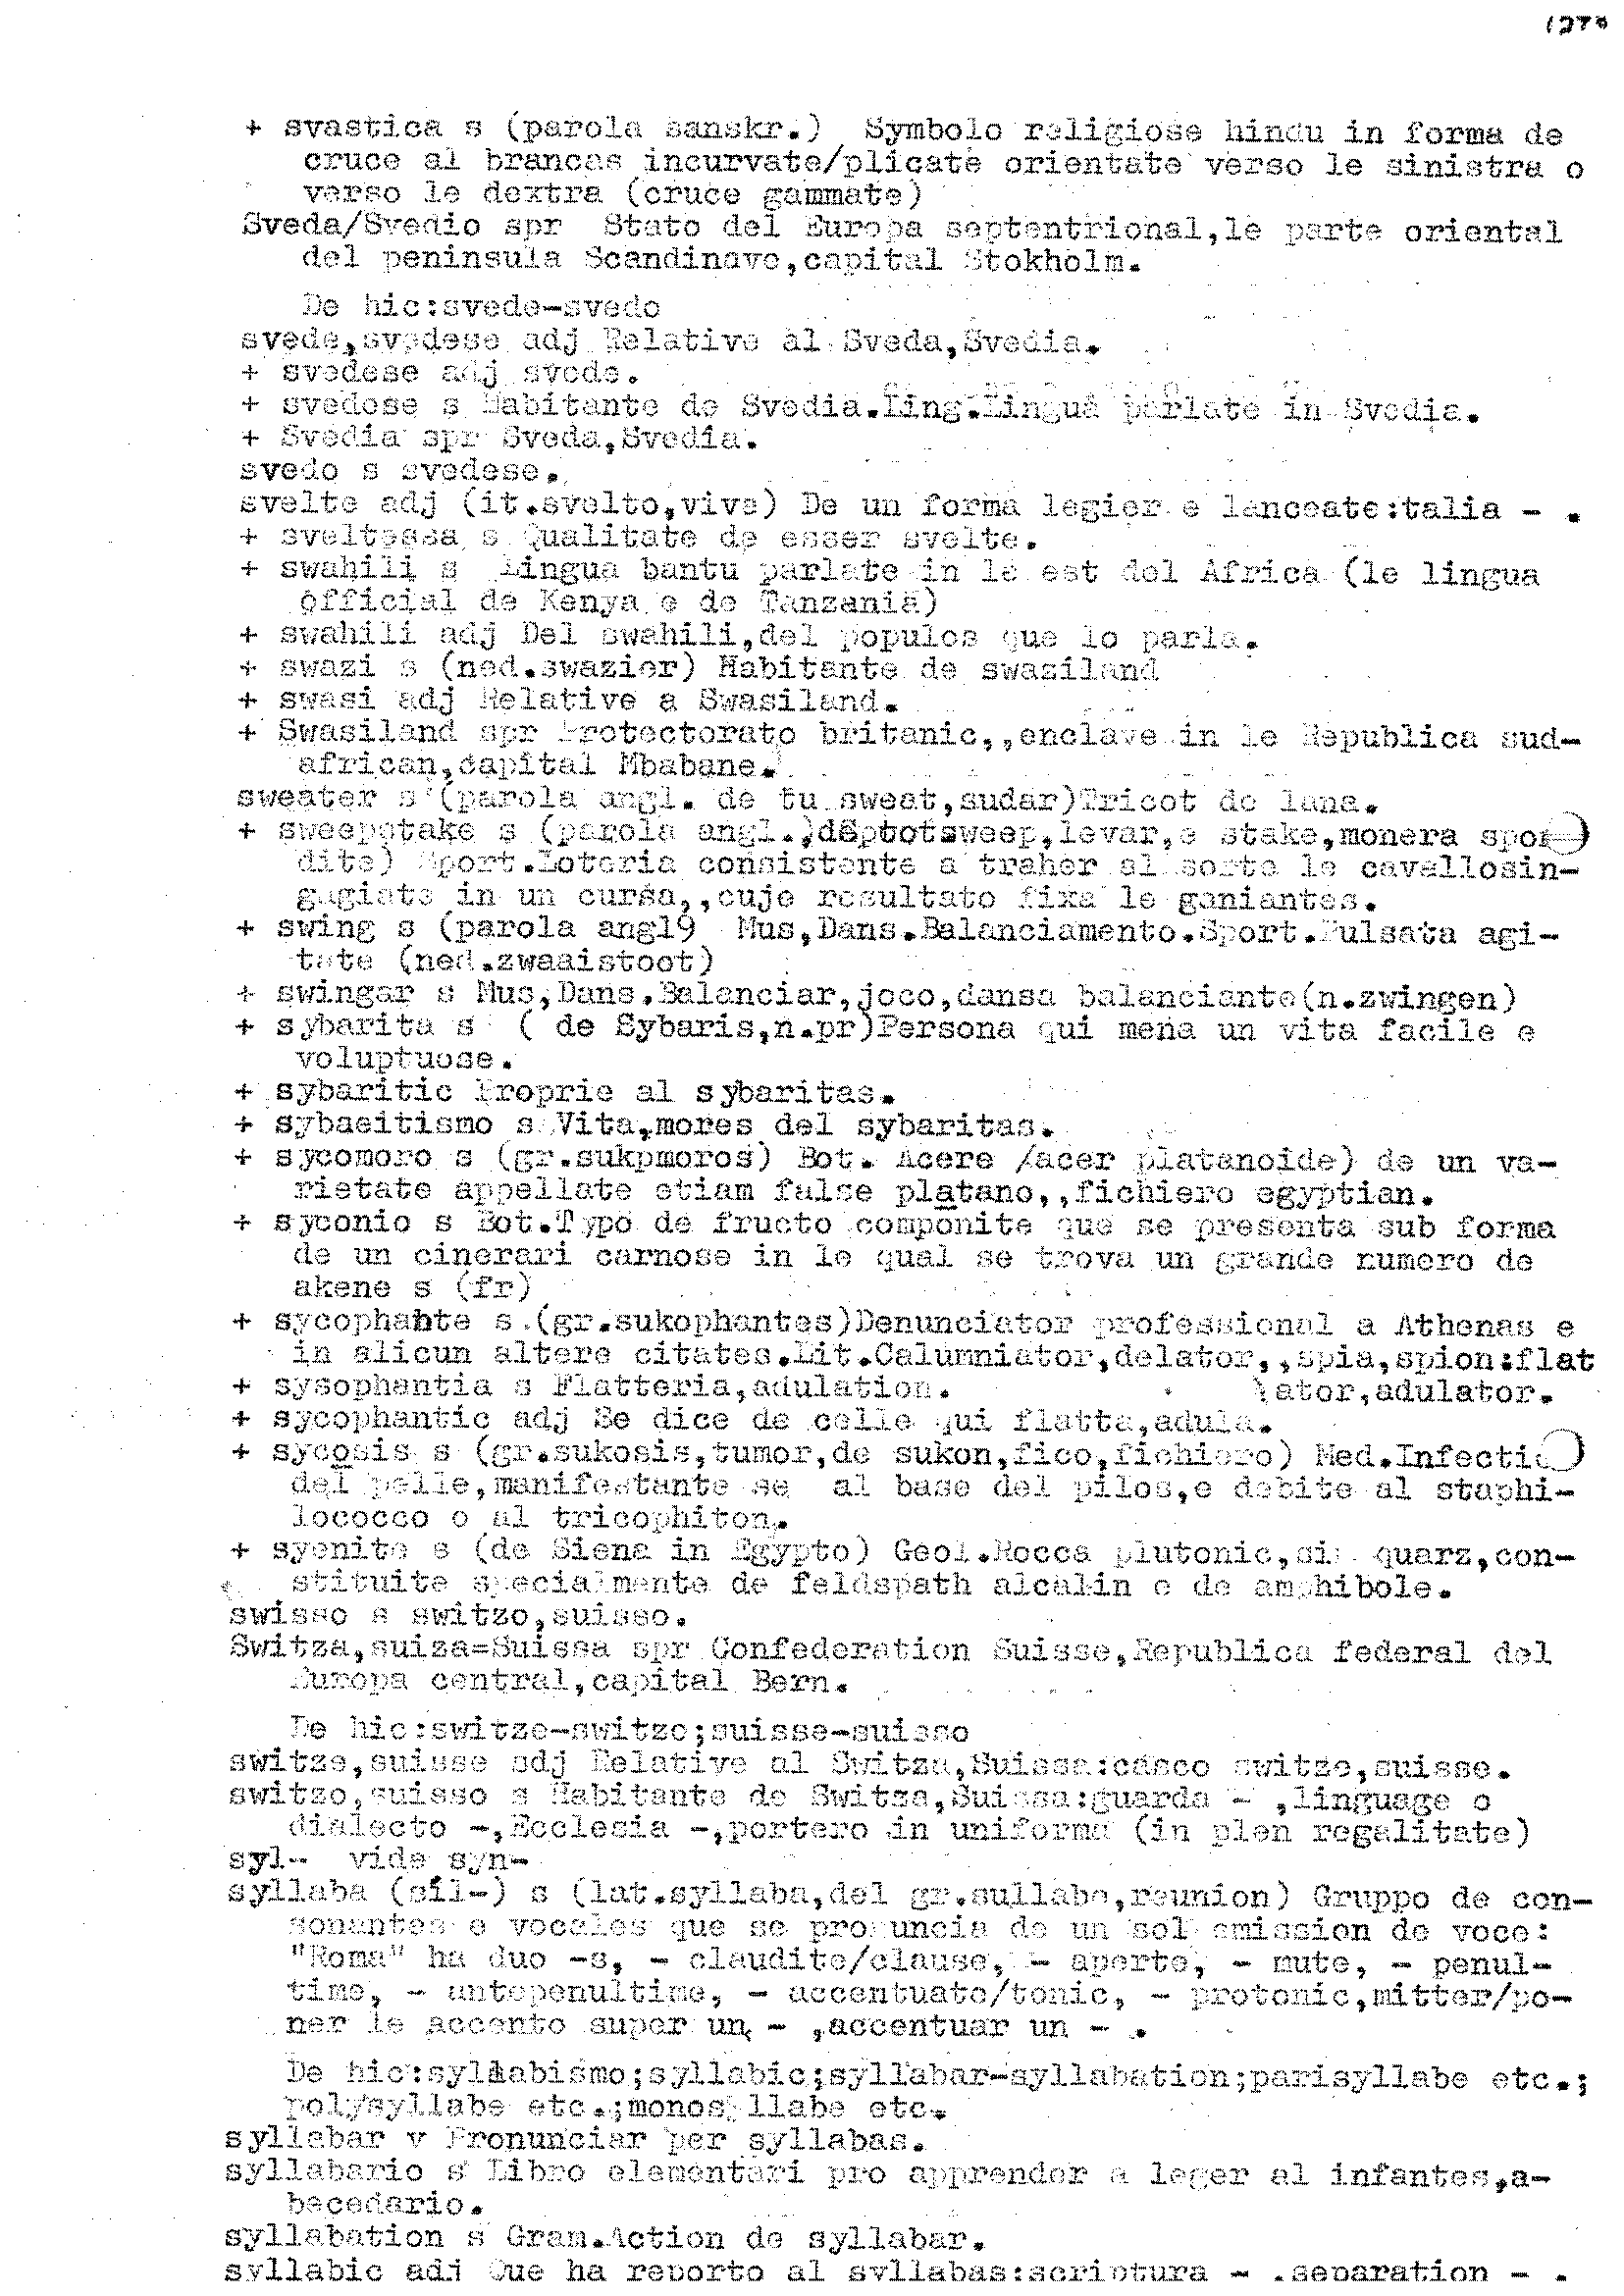 + svastica s (parola sanskr.)  Symbolo religiose hindu in forma de
cruce al brancas incurvate/plicate orientate verso le sinistra o
verso le dextra (cruce gammate)
Sveda/Svedio spr  Stato del Europa septentrional,le parte oriental
del peninsula Scandinave,capital Stokholm.
De hic:svede-svedo
svede,svedese adj Relative al Sveda,Svedia.
+ svedese adj svede.
+ svedese s Habitante de Svedia.Ling.Lingua parlate in Svedia.
+ Svedia spr Sveda,Svedia.
svedo s svedese.
svelte adj (it.svelto,vive) De un forma legier e lanceate:talia - .
+ sveltessa s Qualitate de esser svelte.
+ swahili s  Lingua bantu parlate in le est del Africa (le lingua
official de Kenya e de Tanzania)
+ swahili adj Del swahili,del populos que lo parla.
+ swazi s (ned.swazier) Habitante de swasiland
+ swasi adj Relative a Swasiland.
+ Swasiland spr Protectorato britanic,,enclave in le Republica sud-
african,capital Mbabane.
sweater s (parola angl. de tu sweat,sudar)Tricot de lana.
+ sweepstake s (parola angl.) sweep,levar,e stake,monera spon
dite) Sport.Loteria consistente a traher al sorte le cavallosin-
gagiate in un cursa,,cuje resultato fixa le ganiantes.
+ swing s (parola angl9  Mus,Dans.Balanciamento.Sport.Pulsata agi-
tate (ned.zwaaistoot)
+ swingar s Mus,Dans.Balanciar,joco,dansa balanciante(n.zwingen)
+ sybarita s  ( de Sybaris,n.pr)Persona qui mena un vita facile e
voluptuose.
+ sybaritic Proprie al sybaritas.
+ sybaeitismo s Vita,mores del sybaritas.
+ sycomoro s (gr.sukpmoros) Bot. Acere /acer platanoide) de un va-
rietate appellate etiam false platano,,fichiero egyptian.
+ syconio s Bot.Typo de fructo componite que se presenta sub forma
de un cinerari carnose in le qual se trova un grande numero de
akene s (fr)
+ sycophante s.(gr.sukophantes)Denunciator professional a Athenas e
in alicun altere citates.Lit.Calumniator,delator,,spia,spion:flat
+ sysophantia s Flatteria,adulation. \ator,adulator.
+ sycophantic adj Se dice de celle qui flatta,adula.
+ sycosis s (gr.sukosis,tumor,de sukon,fico,fichiero) Med.Infectio
del pelle,manifestante se  al base del pilos,e debite al staphi-
lococco o al tricophiton.
+ syenite s (de Siena in Egypto) Geol.Rocca plutonic,sin quarz,con-
stituite specialmente de feldspath alcalin e de amphibole.
swisso s switzo,suisso.
Switza,suiza=Suissa spr Confederation Suisse,Republica federal del
Europa central,capital Bern.
De hic:switze-switzo;suisse-suisso
switze,suisse adj Relative al Switza,Suissa:casco switze,suisse.
switzo,suisso s Habitante de Switsa,Suissa:guarda - ,linguage o
dialecto -,Ecclesia -,portero in uniforma (in plen regalitate)
syl-  vide syn-
syllaba (síl-) s (lat.syllaba,del gr.sullabe,reunion) Gruppo de con-
sonantes e vocales que se pronuncia de un sol emission de voce:
"Roma" ha duo -s, - claudite/clause, - aperte, - mute, - penul-
time, - antepenultime, - accentuate/tonic, - protonic,mitter/po-
ner le accento super un - ,accentuar un - .
De hic:syllabismo;syllabic;syllabar-syllabation;parisyllabe etc.;
polysyllabe etc.;monosyllabe etc.
syllabar v Pronunciar per syllabas.
syllabario s Libro elementari pro apprender a leger al infantes,a-
becedario.
syllabation s Gram.Action de syllabar.
syllabic adj Que ha reporto al syllabas:scriptura - ,separation - .